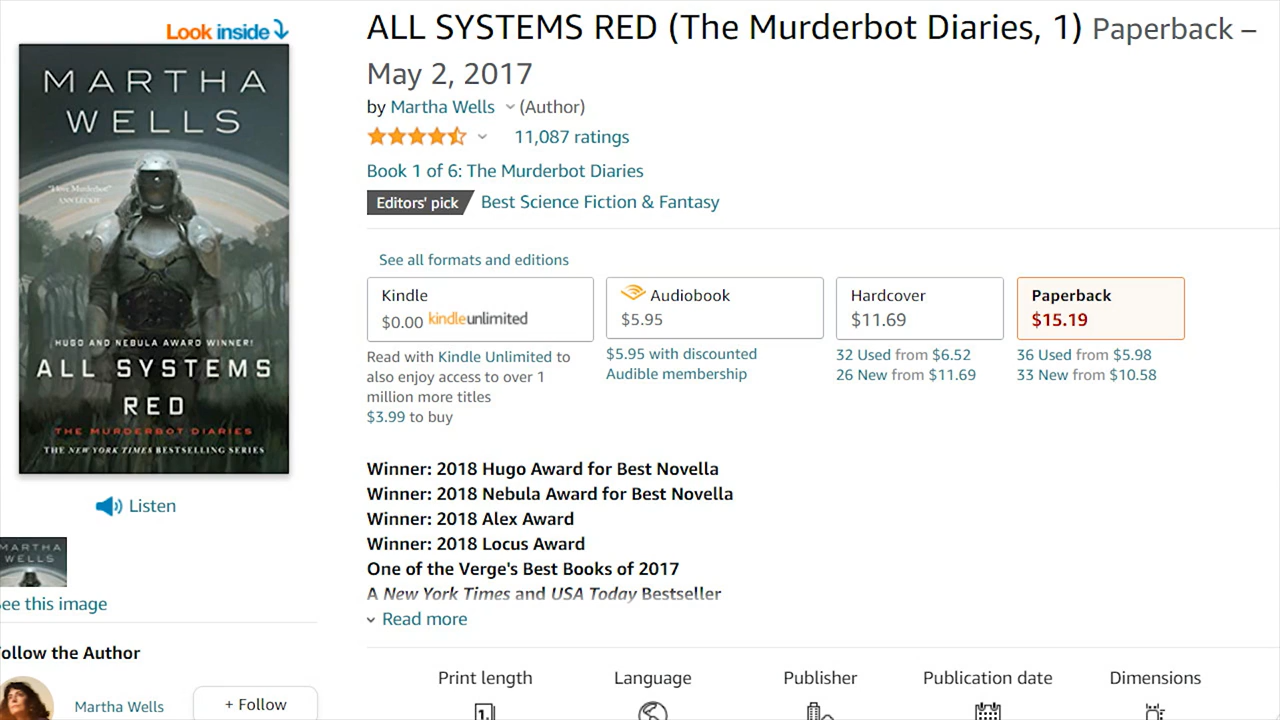 Look inside
MARTHA
WELLS
"I love Murderbot"
ANN LECKIE
HUGO AND NEBULA AWARD WINNER!
ALL SYSTEMS
RED
THE MURDERBOT DIARIES
THE NEW YORK TIMES BESTSELLING SERIES
Listen
MARTHA
WELLS
ee this image
ollow the Author
Martha Wells
+ Follow
ALL SYSTEMS RED (The Murderbot Diaries, 1) Paperback –
May 2, 2017
by Martha Wells (Author)
11,087 ratings
Book 1 of 6: The Murderbot Diaries
Editors' pick Best Science Fiction & Fantasy
See all formats and editions
Kindle
$0.00 kindleunlimited
Read with Kindle Unlimited to
also enjoy access to over 1
million more titles
$3.99 to buy
Audiobook
$5.95
$5.95 with discounted
Audible membership
Hardcover
$11.69
32 Used from $6.52
26 New from $11.69
Paperback
$15.19
36 Used from $5.98
33 New from $10.58
Winner: 2018 Hugo Award for Best Novella
Winner: 2018 Nebula Award for Best Novella
Winner: 2018 Alex Award
Winner: 2018 Locus Award
One of the Verge's Best Books of 2017
A New York Times and USA Today Bestseller
Read more
Print length
Language
Publisher
Publication date
Dimensions